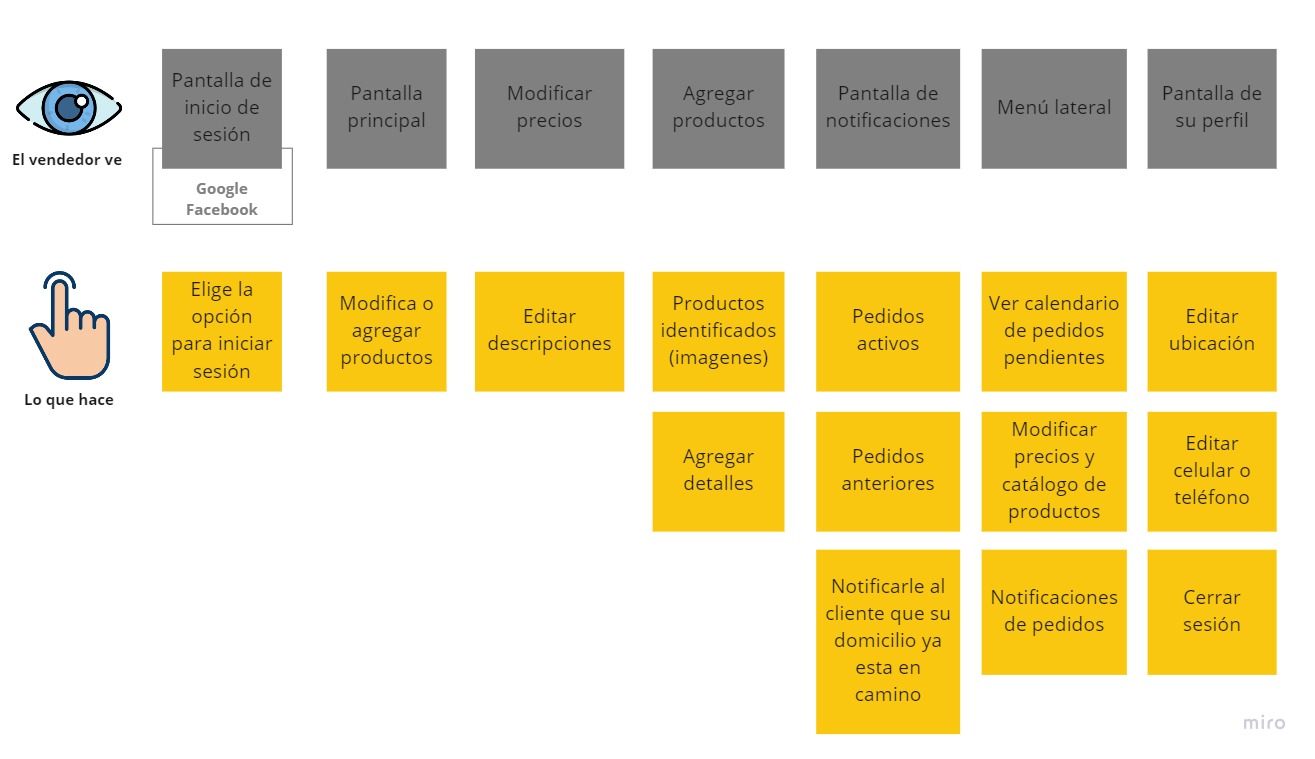 El vendedor ve
Pantalla de
inicio de
sesión
Google
Facebook
Pantalla
principal
Modificar
precios
Agregar
productos
Pantalla de
notificaciones
Menú lateral
Pantalla de
su perfil
Lo que hace
Elige la
opción
para iniciar
sesión
Modifica o
agregar
productos
Editar
descripciones
Productos
identificados
(imagenes)
Pedidos
activos
Ver calendario
de pedidos
pendientes
Editar
ubicación
Agregar
detalles
Pedidos
anteriores
Modificar
precios y
catálogo de
productos
Editar
celular o
teléfono
Notificarle al
cliente que su
domicilio ya
esta en
camino
Notificaciones
de pedidos
Cerrar
sesión
miro